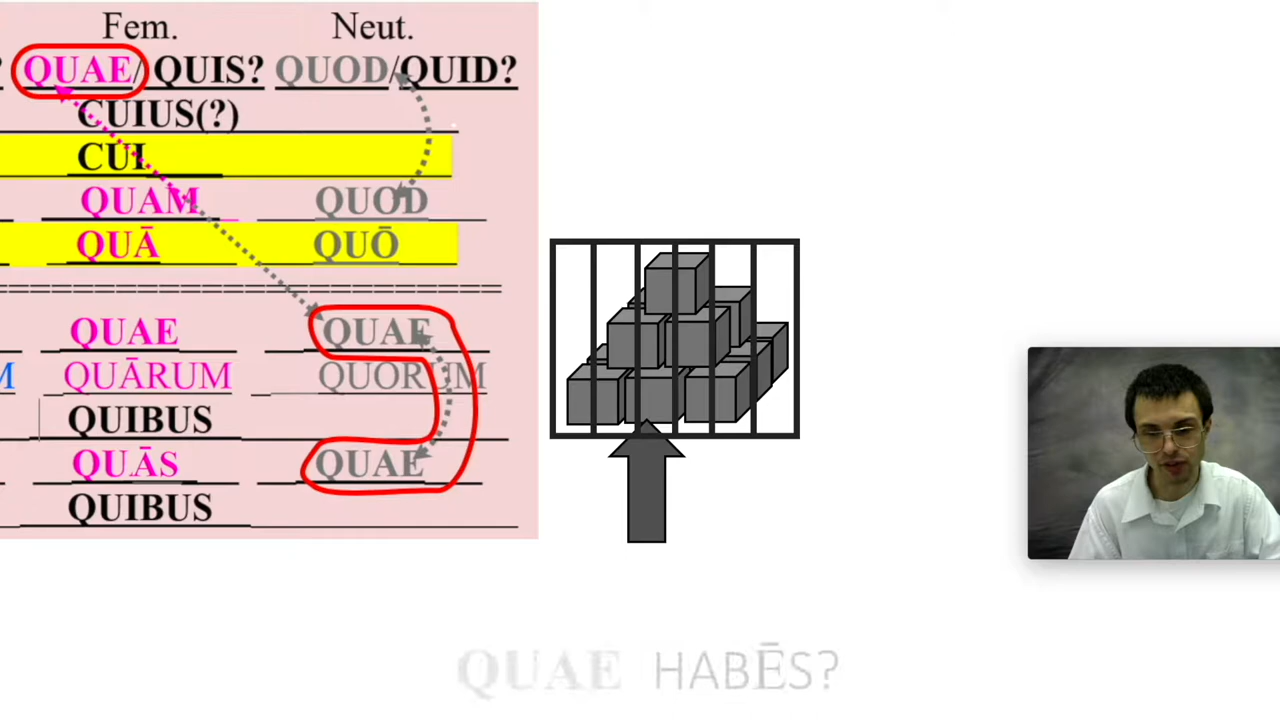 Fem. Neut.
? QUAE/ QUIS? QUOD/QUID?
CUIUS(?)
CUI
QUAM QUOD
QUĀ QUŌ
================================
QUAE QUAE
M QUĀRUM QUORUM
QUIBUS
QUĀS QUAE
QUIBUS
QUAE HABĒS?